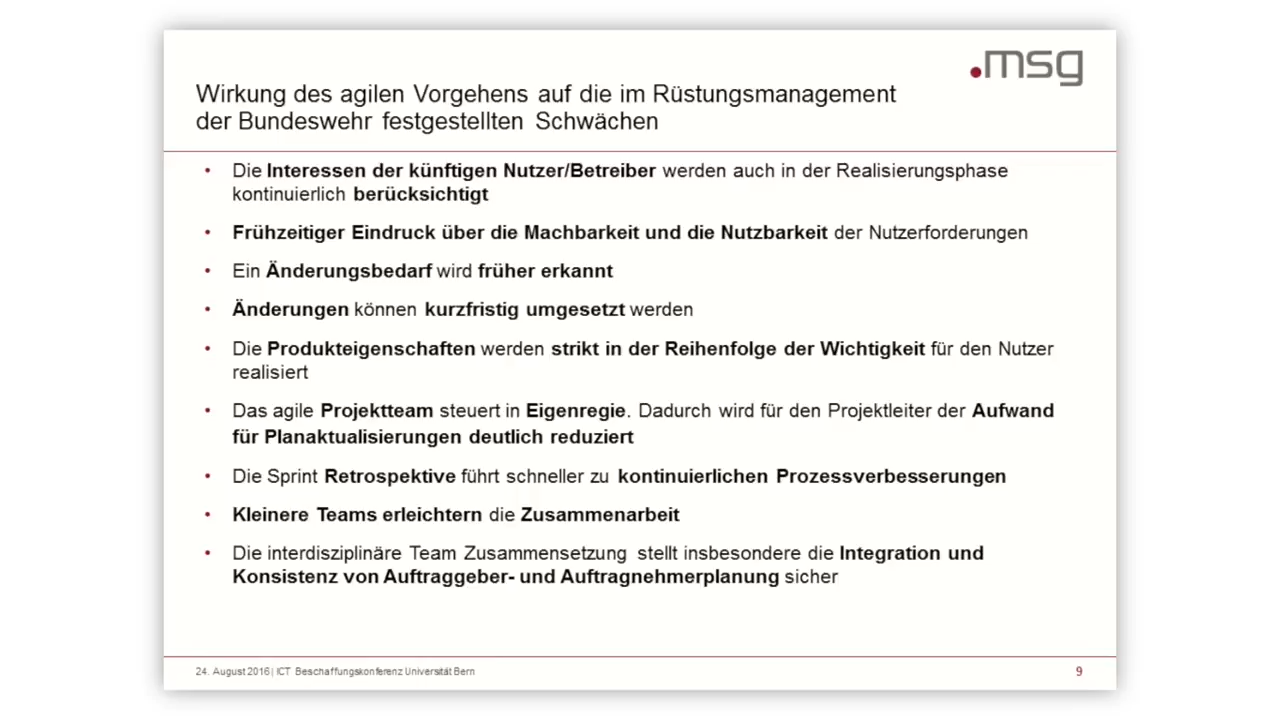 .msg
Wirkung des agilen Vorgehens auf die im Rüstungsmanagement
der Bundeswehr festgestellten Schwächen
• Die Interessen der künftigen Nutzer/Betreiber werden auch in der Realisierungsphase
kontinuierlich berücksichtigt
• Frühzeitiger Eindruck über die Machbarkeit und die Nutzbarkeit der Nutzerforderungen
• Ein Änderungsbedarf wird früher erkannt
• Änderungen können kurzfristig umgesetzt werden
• Die Produkteigenschaften werden strikt in der Reihenfolge der Wichtigkeit für den Nutzer
realisiert
• Das agile Projektteam steuert in Eigenregie. Dadurch wird für den Projektleiter der Aufwand
für Planaktualisierungen deutlich reduziert
• Die Sprint Retrospektive führt schneller zu kontinuierlichen Prozessverbesserungen
• Kleinere Teams erleichtern die Zusammenarbeit
• Die interdisziplinäre Team Zusammensetzung stellt insbesondere die Integration und
Konsistenz von Auftraggeber- und Auftragnehmerplanung sicher
24. August 2016| ICT Beschaffungskonferenz Universität Bern
9